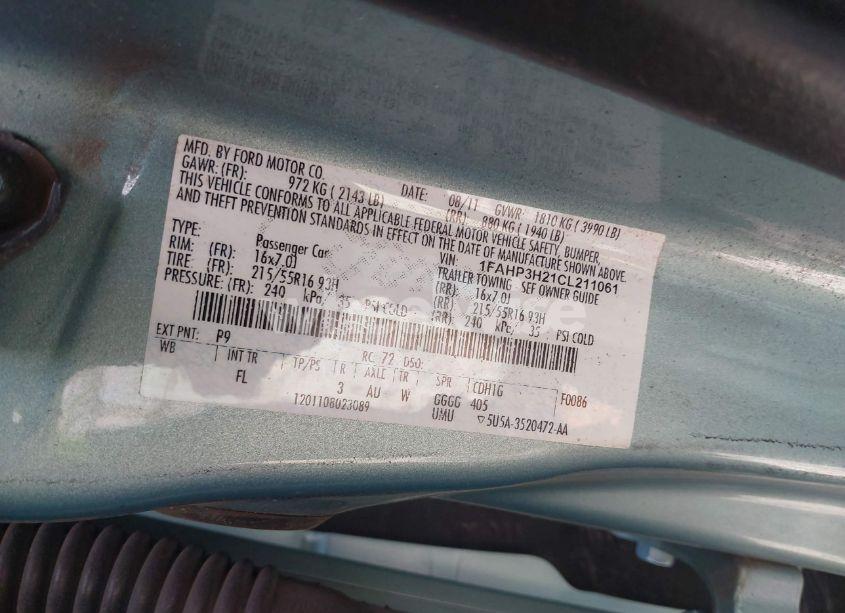 MFD. BY FORD MOTOR CO.
DATE: 08/11 GVWR: 1810 KG ( 3990 LB)
GAWR: (FR): 972 KG ( 2143 LB) (RR): 880 KG ( 1940 LB)
THIS VEHICLE CONFORMS TO ALL APPLICABLE FEDERAL MOTOR VEHICLE SAFETY, BUMPER,
AND THEFT PREVENTION STANDARDS IN EFFECT ON THE DATE OF MANUFACTURE SHOWN ABOVE.
VIN: 1FAHP3H21CL211061
TYPE: Passenger Car TRAILER TOWING - SEE OWNER GUIDE
RIM: (FR): 16x7.0J (RR): 16x7.0J
TIRE: (FR): 215/55R16 93H (RR): 215/55R16 93H
PRESSURE: (FR): 240 kPa, 35 PSI COLD (RR): 240 kPa, 35 PSI COLD
EXT PNT: P9 RC: 72 DSO: F0086
WB INT TR TP/PS R AXLE TR SPR CDH1G
FL 3 AU W GGGG 405
UMU
1201108023089 ▽5U5A-3520472-AA